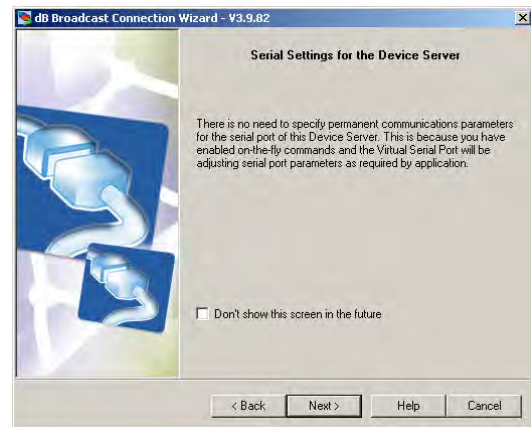 dB Broadcast Connection Wizard - V3.9.82
Serial Settings for the Device Server
There is no need to specify permanent communications parameters
for the serial port of this Device Server. This is because you have
enabled on-the-fly commands and the Virtual Serial Port will be
adjusting serial port parameters as required by application.
Don't show this screen in the future
< Back Next > Help Cancel